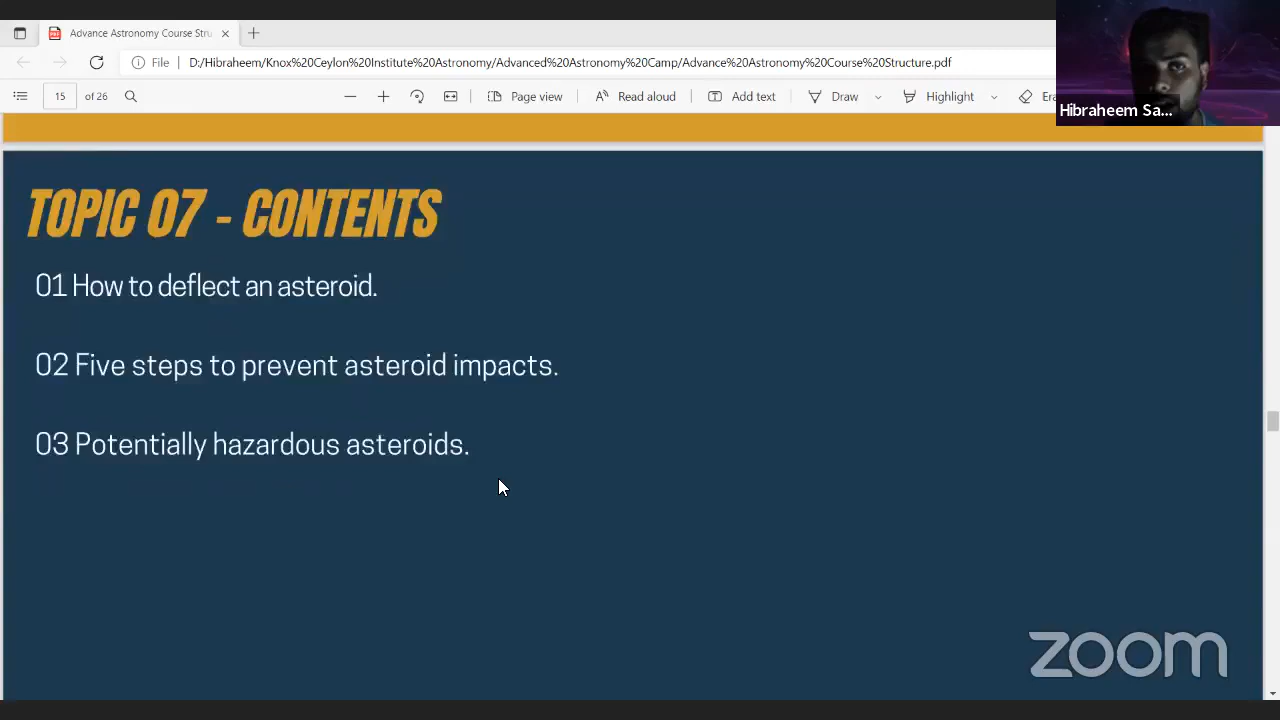 Advance Astronomy Course Stru
File
D:/Hibraheem/Knox%20Ceylon%20Institute%20Astronomy/Advanced%20Astronomy%20Camp/Advance%20Astronomy%20Course%20Structure.pdf
15 of 26
Page view
Read aloud
Add text
Draw
Highlight
Era
Hibraheem Sa...
TOPIC 07 - CONTENTS
01 How to deflect an asteroid.
02 Five steps to prevent asteroid impacts.
03 Potentially hazardous asteroids.
zoom